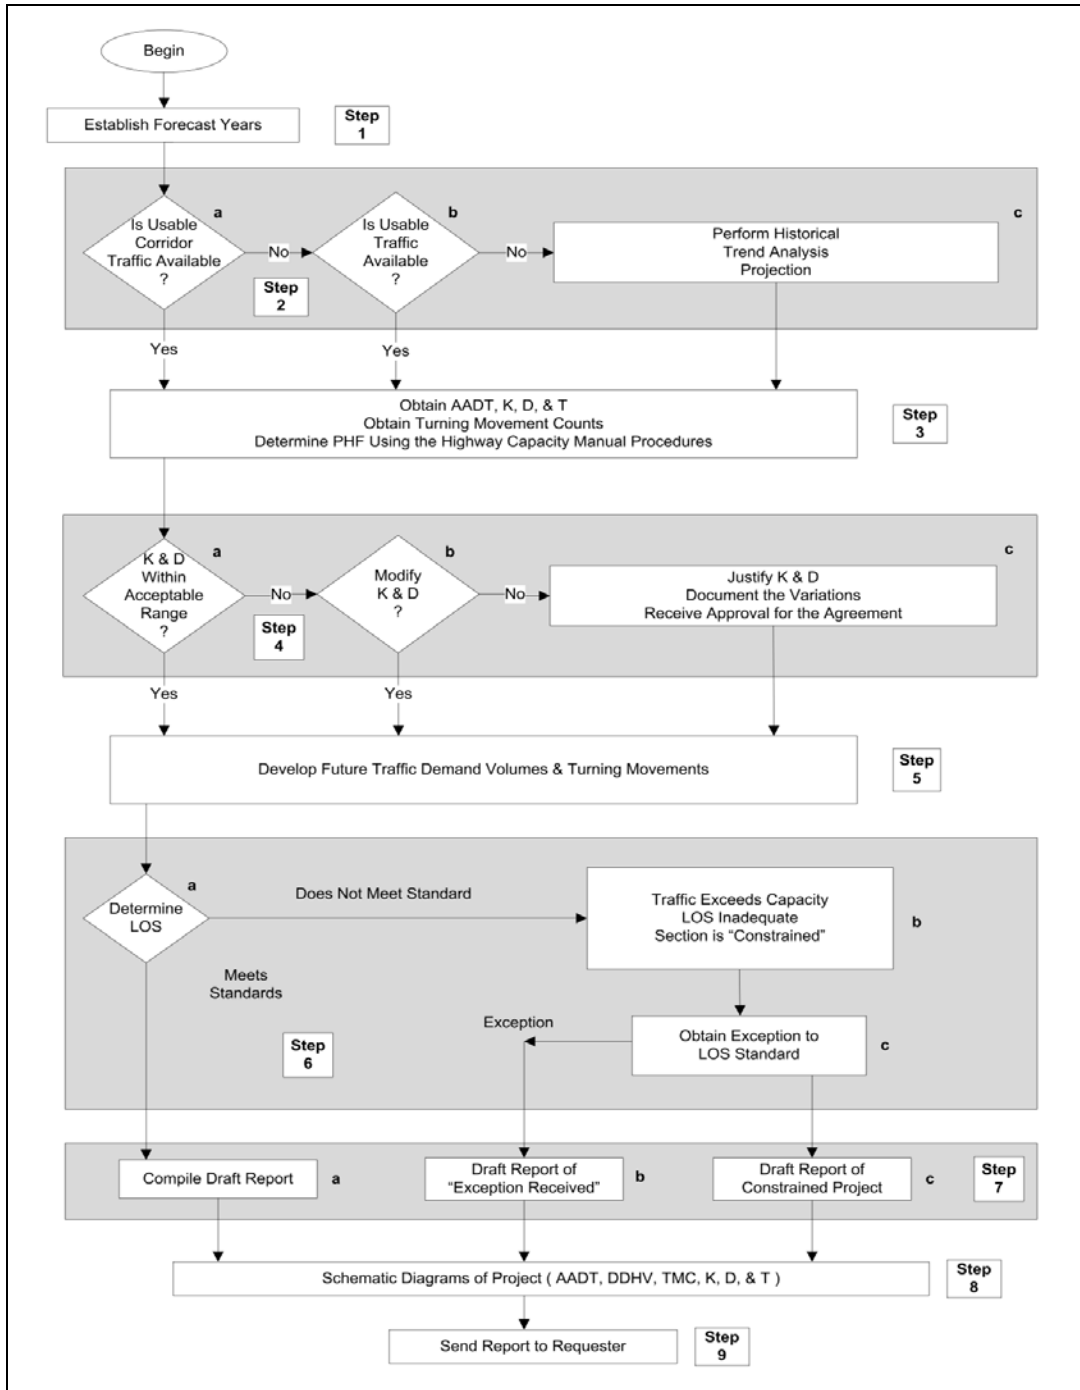 Begin
Establish Forecast Years
Step
1
a
Is Usable
Corridor
Traffic Available
?
No
Step
2
b
Is Usable
Traffic
Available
?
No
c
Perform Historical
Trend Analysis
Projection
Yes
Yes
Obtain AADT, K, D, & T
Obtain Turning Movement Counts
Determine PHF Using the Highway Capacity Manual Procedures
Step
3
a
K & D
Within
Acceptable
Range
?
No
Step
4
b
Modify
K & D
?
No
c
Justify K & D
Document the Variations
Receive Approval for the Agreement
Yes
Yes
Develop Future Traffic Demand Volumes & Turning Movements
Step
5
a
Determine
LOS
Does Not Meet Standard
Traffic Exceeds Capacity
LOS Inadequate
Section is “Constrained”
b
Meets
Standards
Step
6
Exception
Obtain Exception to
LOS Standard
c
Compile Draft Report
a
Draft Report of
“Exception Received”
b
Draft Report of
Constrained Project
c
Step
7
Schematic Diagrams of Project ( AADT, DDHV, TMC, K, D, & T )
Step
8
Send Report to Requester
Step
9